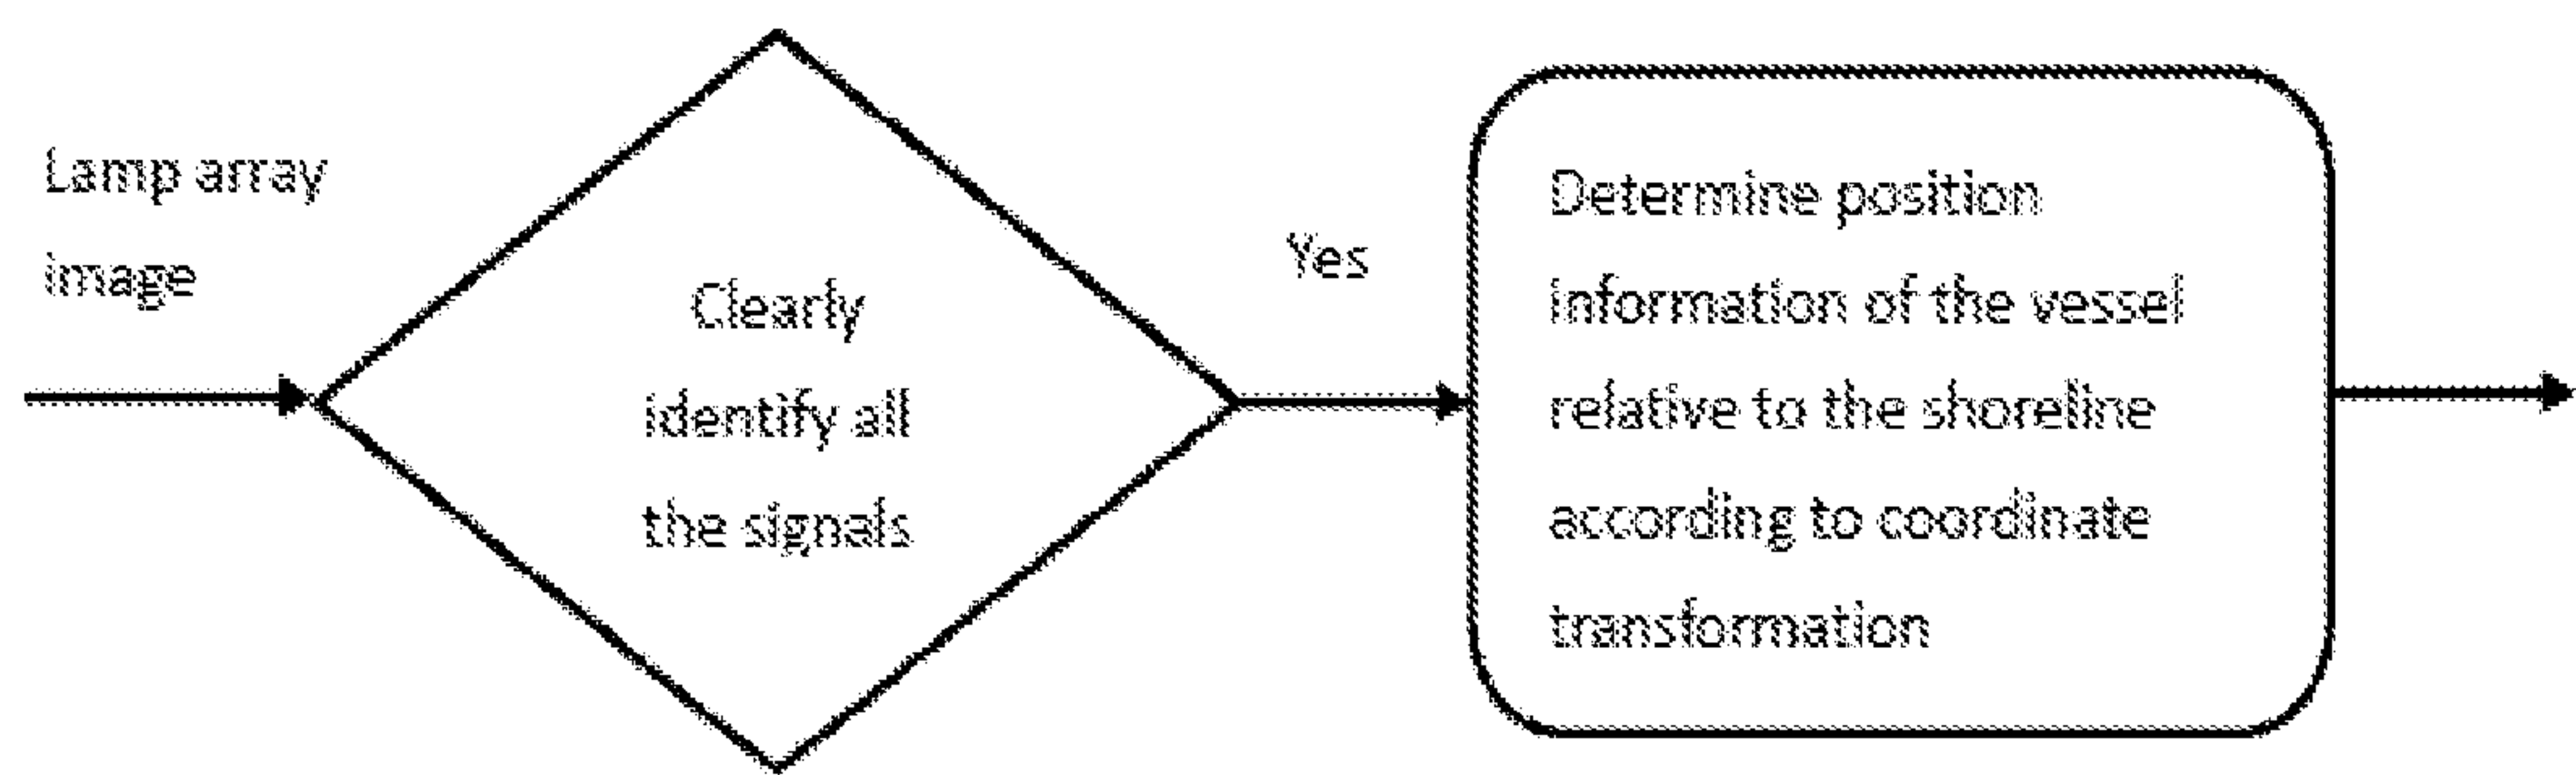 Lamp array
image
Clearly
identify all
the signals
Yes
Determine position
information of the vessel
relative to the shoreline
according to coordinate
transformation